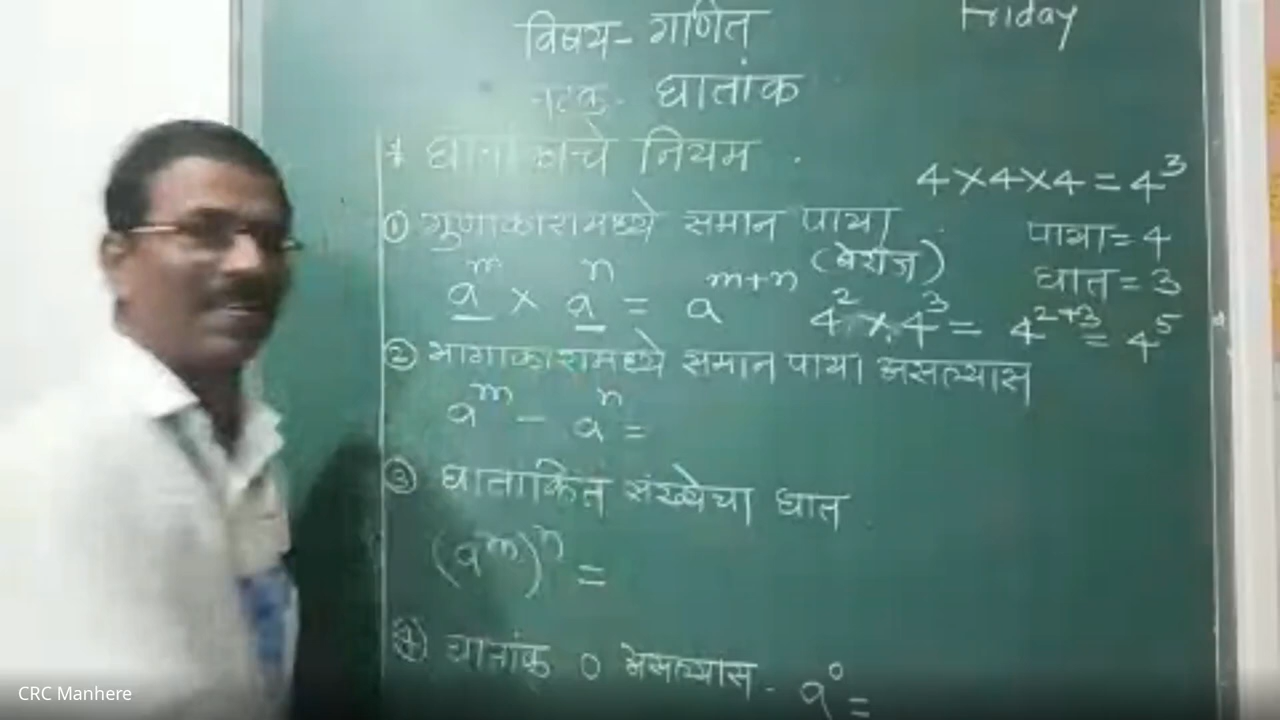 विषय- गणित
Friday
घटक- घातांक
* घातांकाचे नियम
4×4×4=4³
① गुणाकारामध्ये समान पाया
पाया=4
(बेरीज)
घात=3
aᵐ × aⁿ = aᵐ⁺ⁿ
4² × 4³ = 4²⁺³ = 4⁵
② भागाकारामध्ये समान पाया असल्यास
aᵐ – aⁿ =
③ घातांकित संख्येचा घात
(aᵐ)ⁿ =
④ घातांक 0 असल्यास - a⁰ =
CRC Manhere